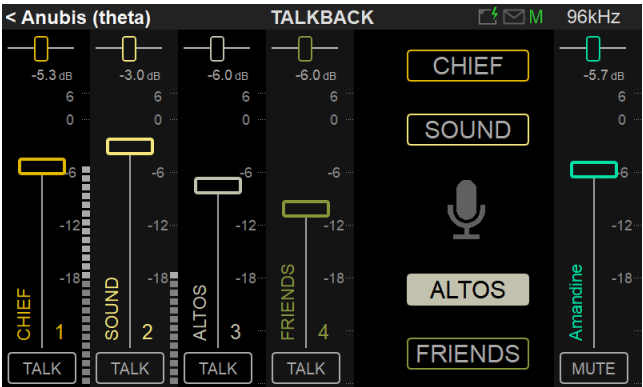 < Anubis (theta) TALKBACK M 96kHz
-5.3 dB -3.0 dB -6.0 dB -6.0 dB -5.7 dB
6 6 6 6 6
0 0 0 0 0
-6 -6 -6 -6 -6
-12 -12 -12 -12 -12
-18 -18 -18 -18 -18
CHIEF 1
SOUND 2
ALTOS 3
FRIENDS 4
Amandine
TALK TALK TALK TALK MUTE
CHIEF
SOUND
ALTOS
FRIENDS